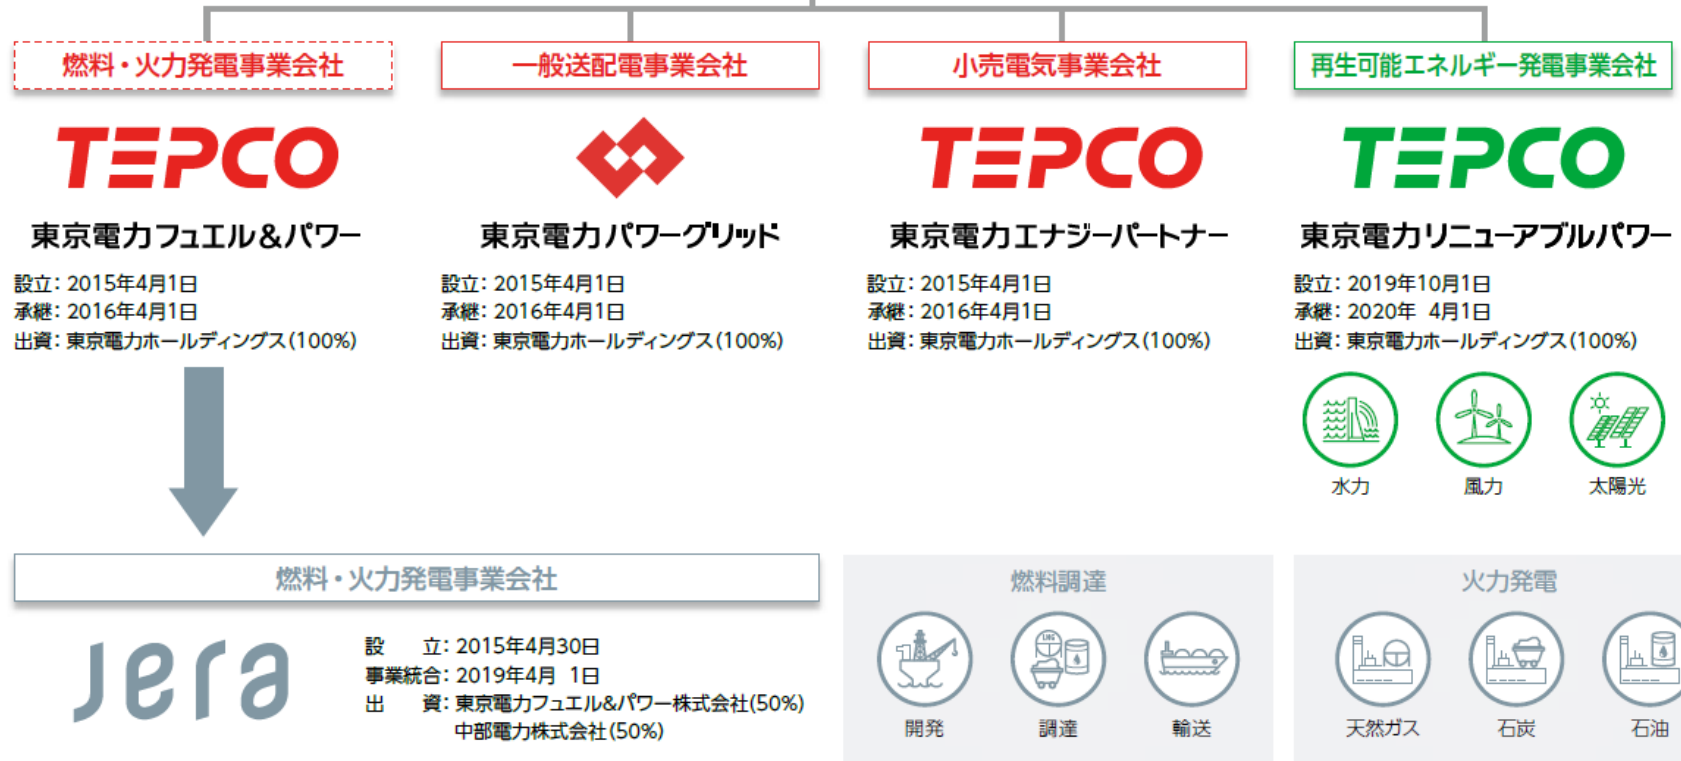 燃料・火力発電事業会社
一般送配電事業会社
小売電気事業会社
再生可能エネルギー発電事業会社
TEPCO
TEPCO
TEPCO
東京電力フュエル&パワー
東京電力パワーグリッド
東京電力エナジーパートナー
東京電力リニューアブルパワー
設立：2015年4月1日
承継：2016年4月1日
出資：東京電力ホールディングス(100%)
設立：2015年4月1日
承継：2016年4月1日
出資：東京電力ホールディングス(100%)
設立：2015年4月1日
承継：2016年4月1日
出資：東京電力ホールディングス(100%)
設立：2019年10月1日
承継：2020年 4月1日
出資：東京電力ホールディングス(100%)
水力
風力
太陽光
燃料・火力発電事業会社
Jera
設　立：2015年4月30日
事業統合：2019年4月 1日
出　資：東京電力フュエル&パワー株式会社(50%)
中部電力株式会社(50%)
燃料調達
LNG
開発
調達
輸送
火力発電
天然ガス
石炭
石油